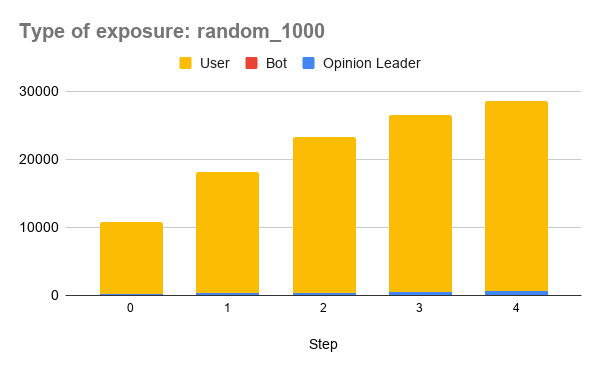 Type of exposure: random_1000
User Bot Opinion Leader
30000
20000
10000
0
0 1 2 3 4
Step